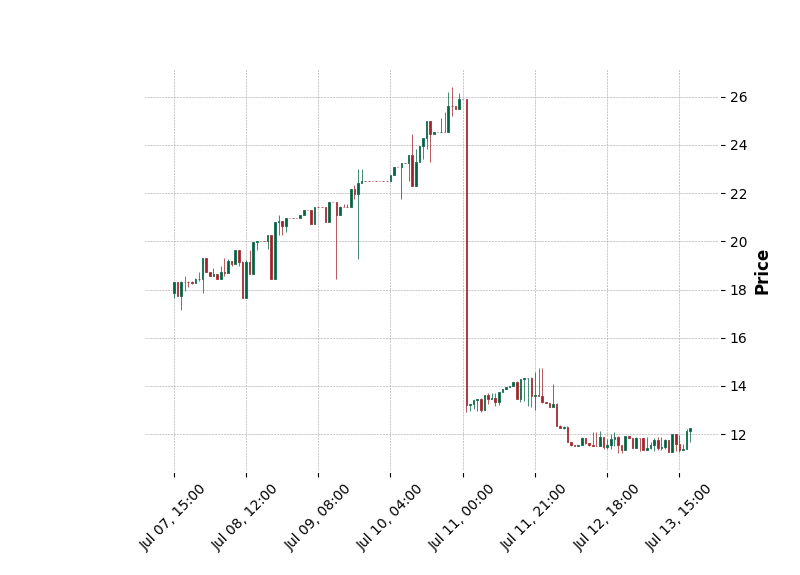 26
24
22
20
18
16
14
12
Price
Jul 07, 15:00
Jul 08, 12:00
Jul 09, 08:00
Jul 10, 04:00
Jul 11, 00:00
Jul 11, 21:00
Jul 12, 18:00
Jul 13, 15:00